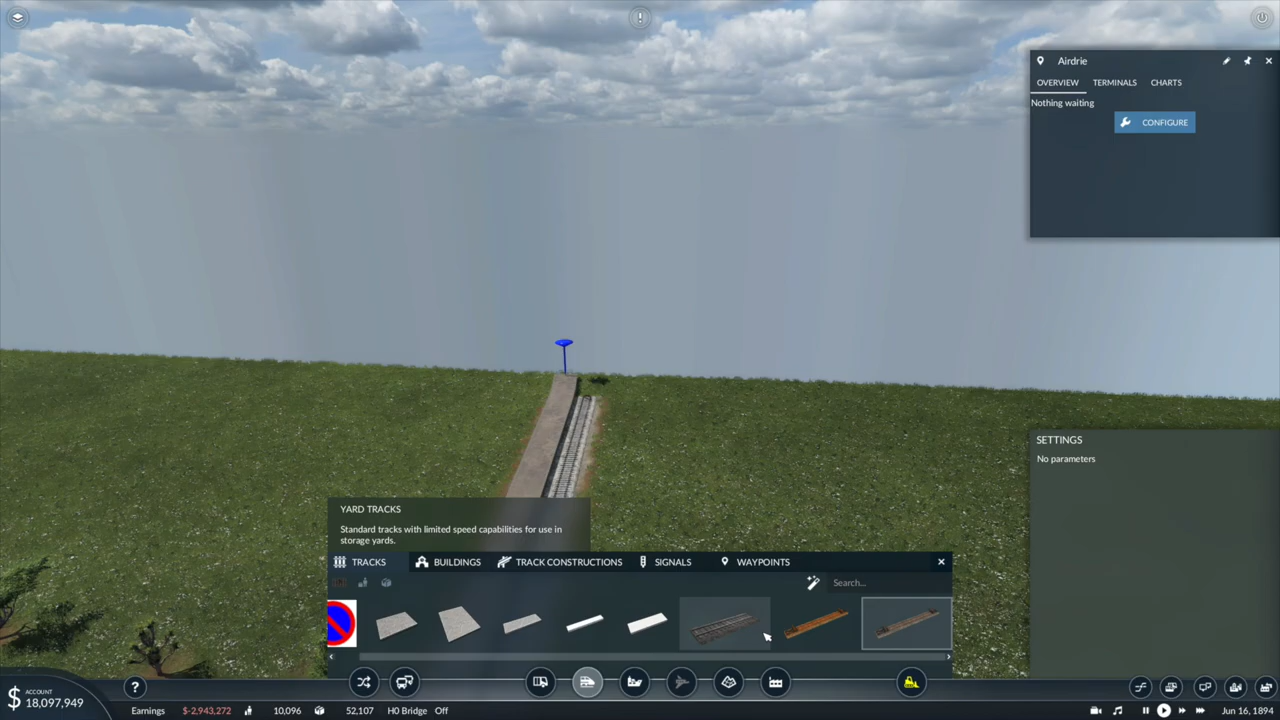 Airdrie
OVERVIEW TERMINALS CHARTS
Nothing waiting
CONFIGURE
SETTINGS
No parameters
YARD TRACKS
Standard tracks with limited speed capabilities for use in
storage yards.
TRACKS BUILDINGS TRACK CONSTRUCTIONS SIGNALS WAYPOINTS
Search...
$ ACCOUNT
18,097,949
?
Earnings $-2,943,272 10,096 52,107 H0 Bridge Off
Jun 16, 1894